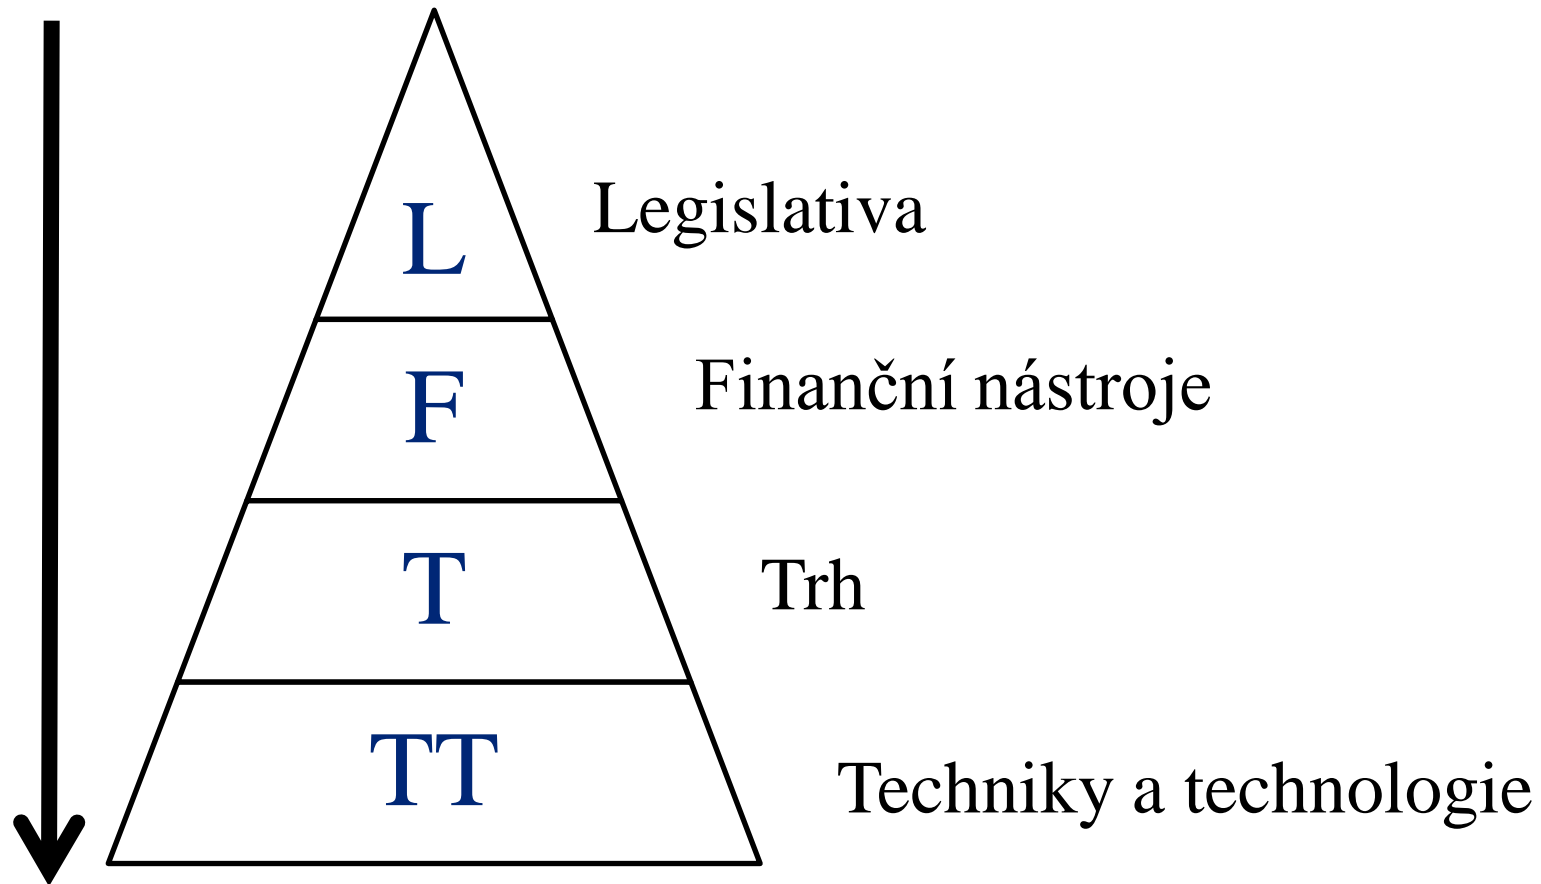 L
Legislativa
F
Finanční nástroje
T
Trh
TT
Techniky a technologie